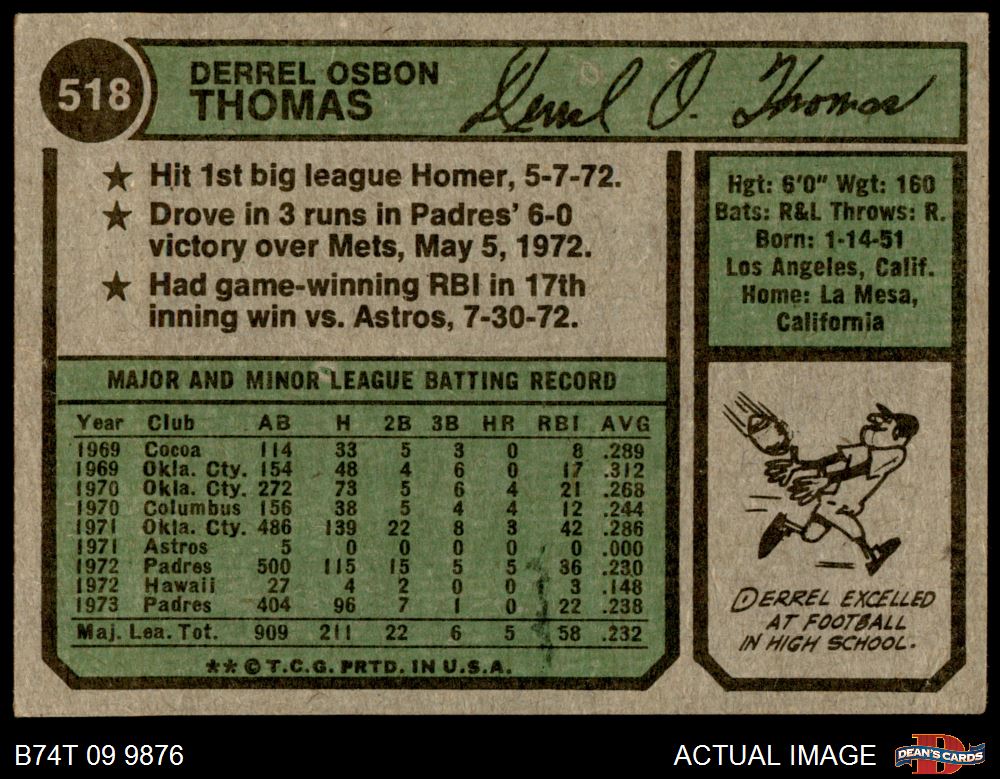 518
DERREL OSBON
THOMAS
Derrel O. Thomas
★ Hit 1st big league Homer, 5-7-72.
★ Drove in 3 runs in Padres' 6-0
victory over Mets, May 5, 1972.
★ Had game-winning RBI in 17th
inning win vs. Astros, 7-30-72.
Hgt: 6'0" Wgt: 160
Bats: R&L Throws: R.
Born: 1-14-51
Los Angeles, Calif.
Home: La Mesa,
California
MAJOR AND MINOR LEAGUE BATTING RECORD
Year Club AB H 2B 3B HR RBI AVG
1969 Cocoa 114 33 5 3 0 8 .289
1969 Okla. Cty. 154 48 4 6 0 17 .312
1970 Okla. Cty. 272 73 5 6 4 21 .268
1970 Columbus 156 38 5 4 4 12 .244
1971 Okla. Cty. 486 139 22 8 3 42 .286
1971 Astros 5 0 0 0 0 0 .000
1972 Padres 500 115 15 5 5 36 .230
1972 Hawaii 27 4 2 0 0 3 .148
1973 Padres 404 96 7 1 0 22 .238
Maj. Lea. Tot. 909 211 22 6 5 58 .232
** © T.C.G. PRTD. IN U.S.A.
DERREL EXCELLED
AT FOOTBALL
IN HIGH SCHOOL.
B74T 09 9876
ACTUAL IMAGE
DEAN'S CARDS